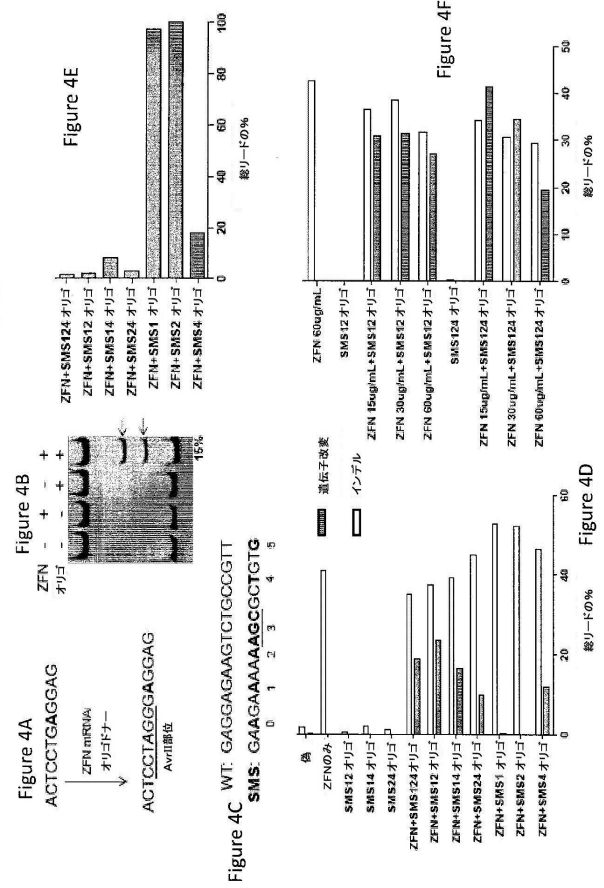 Figure 4A
ACTCCTGAGGAG
ZFN mRNA/
オリゴドナー
ACTCCTAGGGAGGAG
AvrII部位
Figure 4B
ZFN - + - +
オリゴ - - + +
15%
Figure 4C
WT: GAGGAGAAGTCTGCCGTT
SMS: GAAGAAAAAAGCGCTGTG
0 1 2 3 4 5
Figure 4D
偽
ZFNのみ
SMS12 オリゴ
SMS14 オリゴ
SMS24 オリゴ
ZFN+SMS124 オリゴ
ZFN+SMS12 オリゴ
ZFN+SMS14 オリゴ
ZFN+SMS24 オリゴ
ZFN+SMS1 オリゴ
ZFN+SMS2 オリゴ
ZFN+SMS4 オリゴ
0 20 40 60
総リードの%
遺伝子改変
インデル
Figure 4E
ZFN+SMS124 オリゴ
ZFN+SMS12 オリゴ
ZFN+SMS14 オリゴ
ZFN+SMS24 オリゴ
ZFN+SMS1 オリゴ
ZFN+SMS2 オリゴ
ZFN+SMS4 オリゴ
0 20 40 60 80 100
総リードの%
Figure 4F
ZFN 60ug/mL
SMS12 オリゴ
ZFN 15ug/mL+SMS12 オリゴ
ZFN 30ug/mL+SMS12 オリゴ
ZFN 60ug/mL+SMS12 オリゴ
SMS124 オリゴ
ZFN 15ug/mL+SMS124 オリゴ
ZFN 30ug/mL+SMS124 オリゴ
ZFN 60ug/mL+SMS124 オリゴ
0 10 20 30 40 50
総リードの%